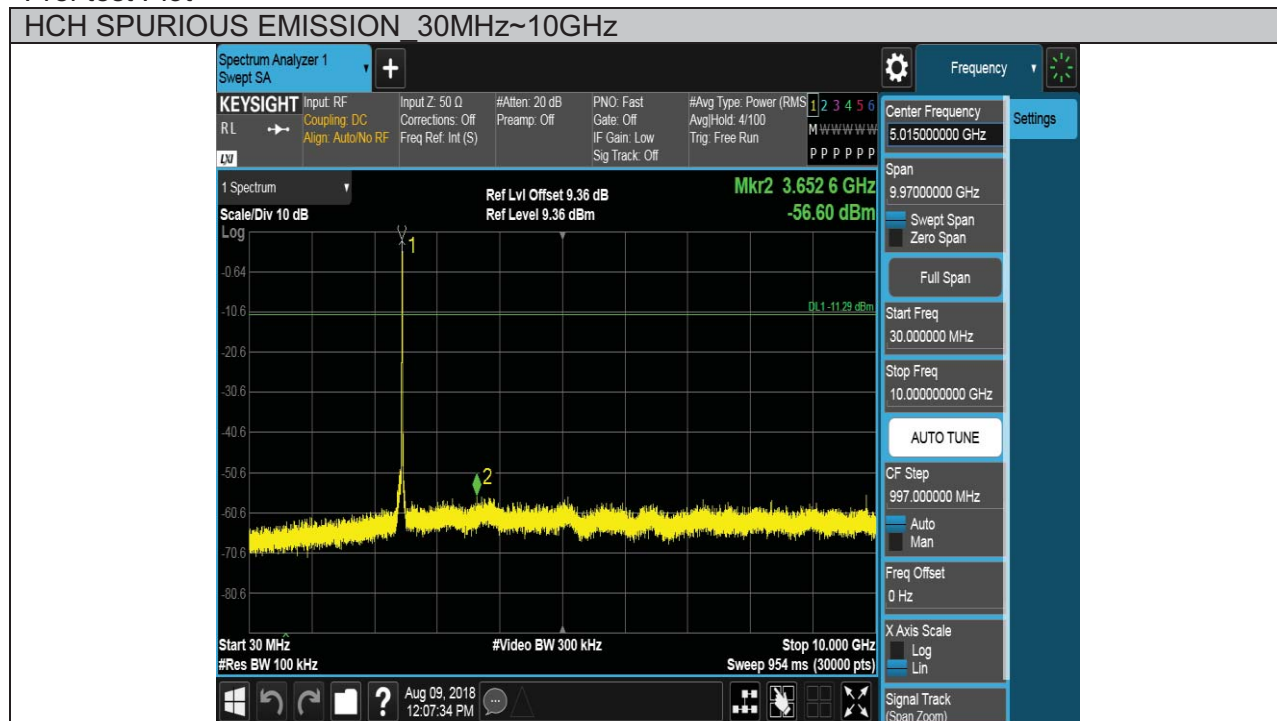 HCH SPURIOUS EMISSION_30MHz~10GHz
Spectrum Analyzer 1
Swept SA
+
Frequency
KEYSIGHT
RL
LXI
Input: RF
Coupling: DC
Align: Auto/No RF
Input Z: 50 Ω
Corrections: Off
Freq Ref: Int (S)
#Atten: 20 dB
Preamp: Off
PNO: Fast
Gate: Off
IF Gain: Low
Sig Track: Off
#Avg Type: Power (RMS
Avg|Hold: 4/100
Trig: Free Run
1 2 3 4 5 6
M W W W W W
P P P P P P
Center Frequency
5.015000000 GHz
Settings
1 Spectrum
Scale/Div 10 dB
Log
Ref Lvl Offset 9.36 dB
Ref Level 9.36 dBm
Mkr2 3.652 6 GHz
-56.60 dBm
Span
9.97000000 GHz
Swept Span
Zero Span
Full Span
Start Freq
30.000000 MHz
Stop Freq
10.000000000 GHz
AUTO TUNE
CF Step
997.000000 MHz
Auto
Man
Freq Offset
0 Hz
X Axis Scale
Log
Lin
Signal Track
(Span Zoom)
1
-0.64
DL1 -11.29 dBm
-10.6
-20.6
-30.6
-40.6
-50.6
2
-60.6
-70.6
-80.6
Start 30 MHz
#Video BW 300 kHz
Stop 10.000 GHz
#Res BW 100 kHz
Sweep 954 ms (30000 pts)
?
Aug 09, 2018
12:07:34 PM